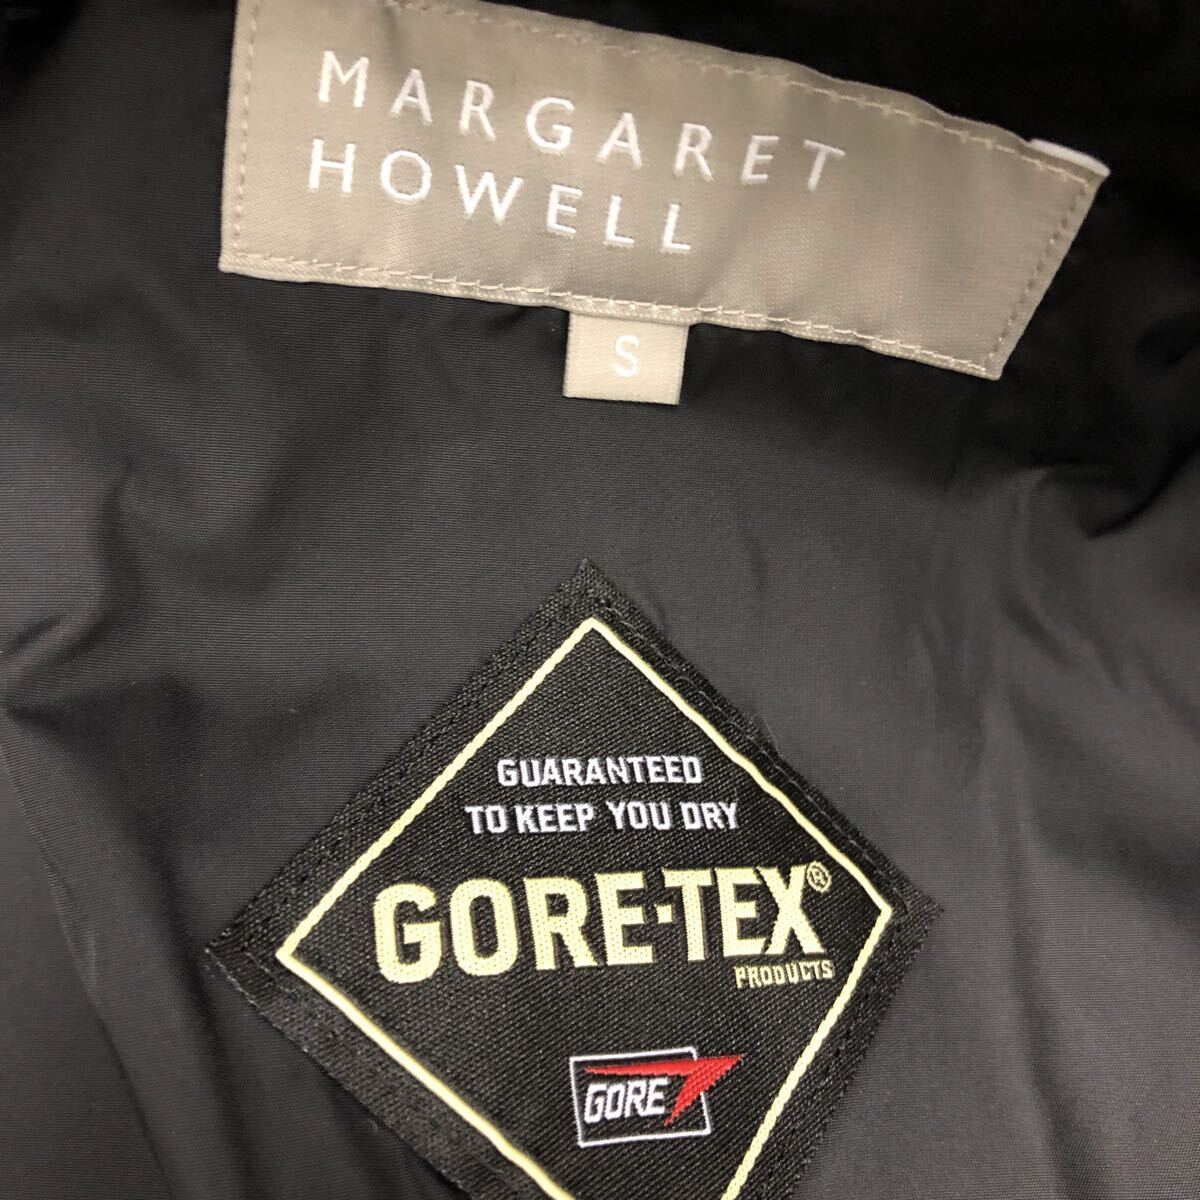 MARGARET
HOWELL
S
GUARANTEED
TO KEEP YOU DRY
GORE-TEX®
PRODUCTS
GORE